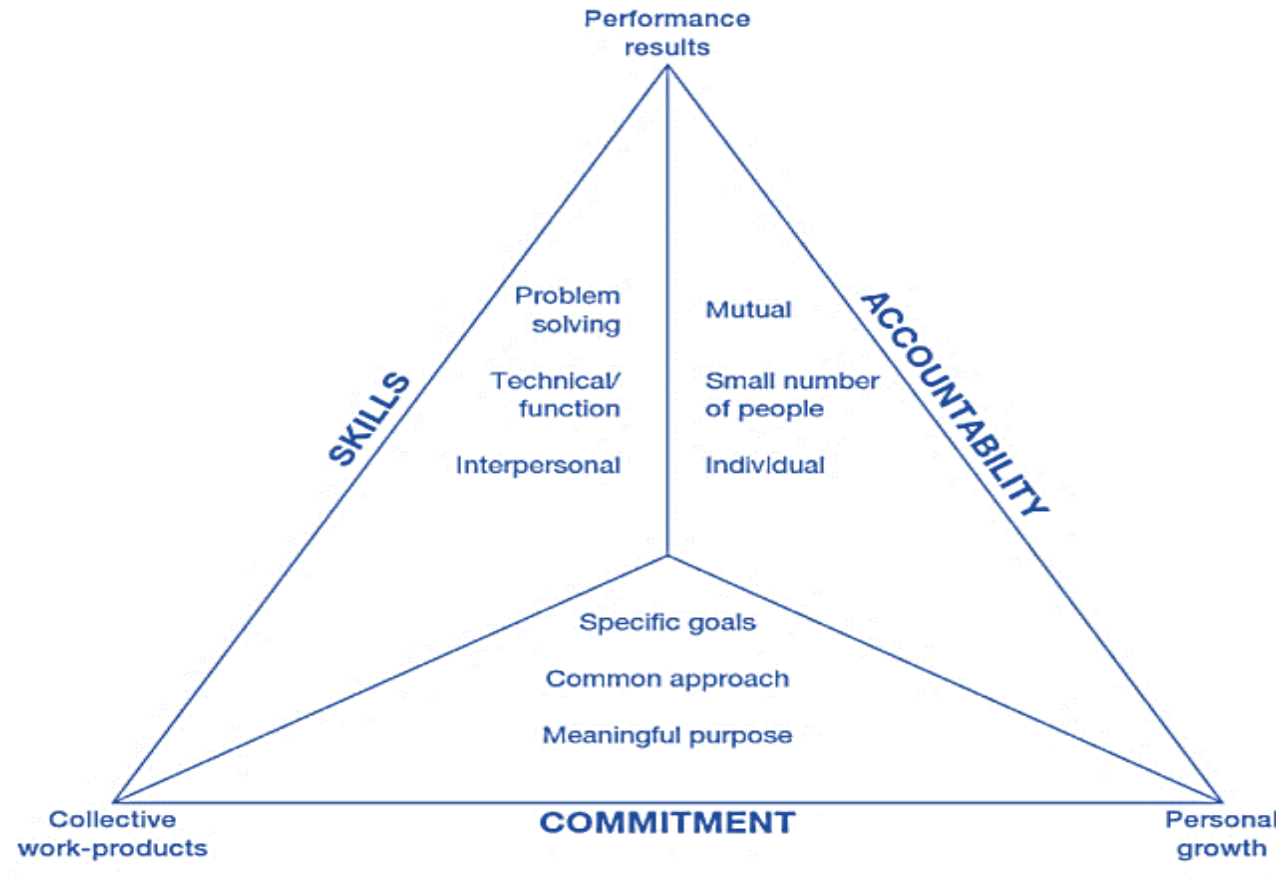 Performance
results
Problem
solving
Technical/
function
Interpersonal
SKILLS
Mutual
Small number
of people
Individual
ACCOUNTABILITY
Specific goals
Common approach
Meaningful purpose
Collective
work-products
COMMITMENT
Personal
growth